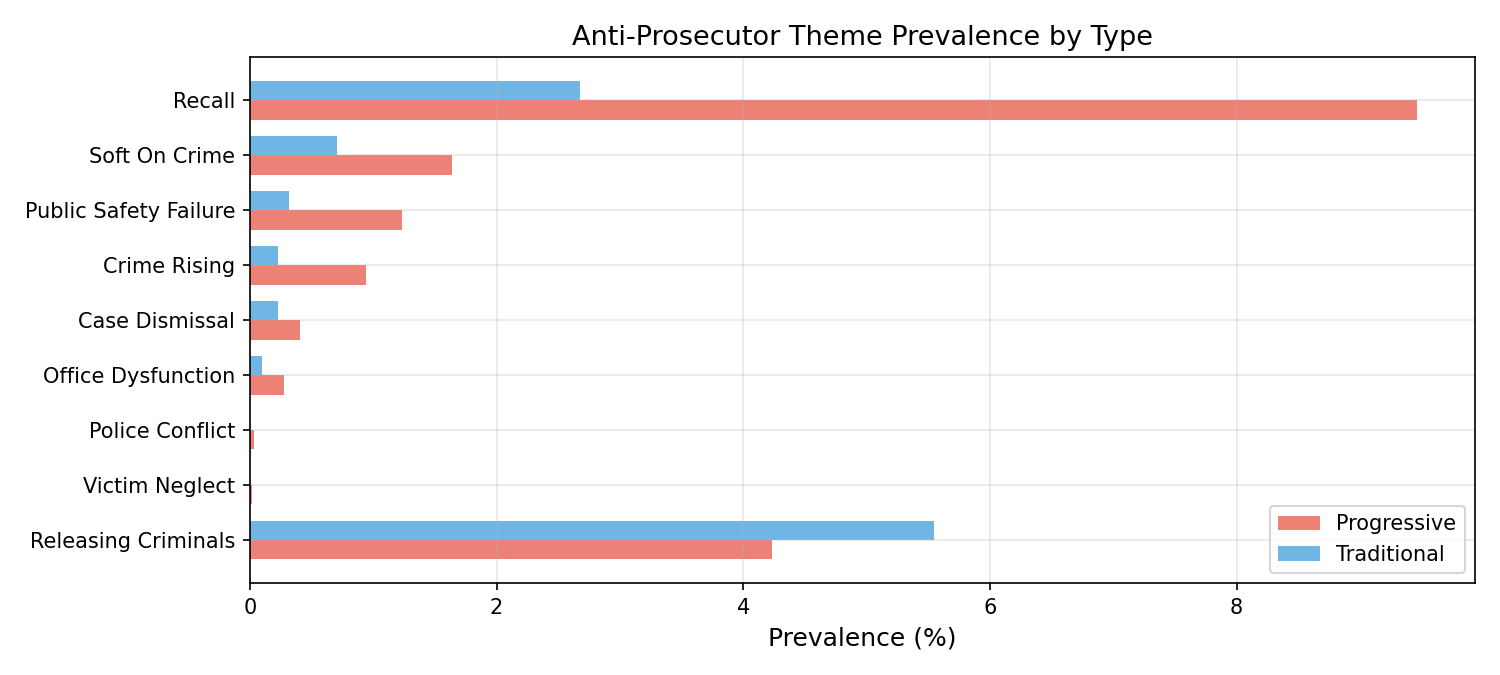 Anti-Prosecutor Theme Prevalence by Type
Recall
Soft On Crime
Public Safety Failure
Crime Rising
Case Dismissal
Office Dysfunction
Police Conflict
Victim Neglect
Releasing Criminals
Progressive
Traditional
0 2 4 6 8
Prevalence (%)